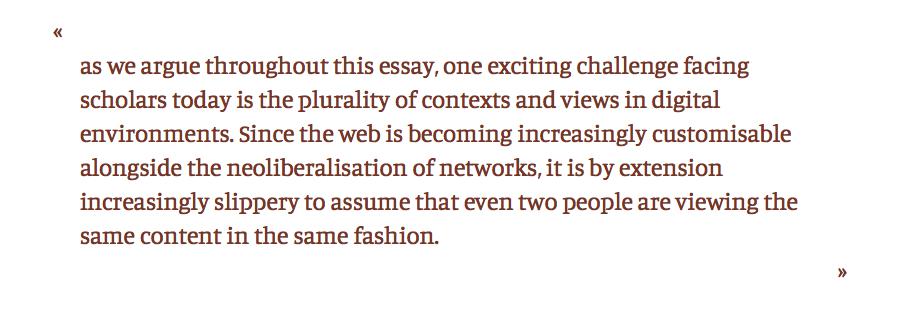 «
as we argue throughout this essay, one exciting challenge facing
scholars today is the plurality of contexts and views in digital
environments. Since the web is becoming increasingly customisable
alongside the neoliberalisation of networks, it is by extension
increasingly slippery to assume that even two people are viewing the
same content in the same fashion.
»